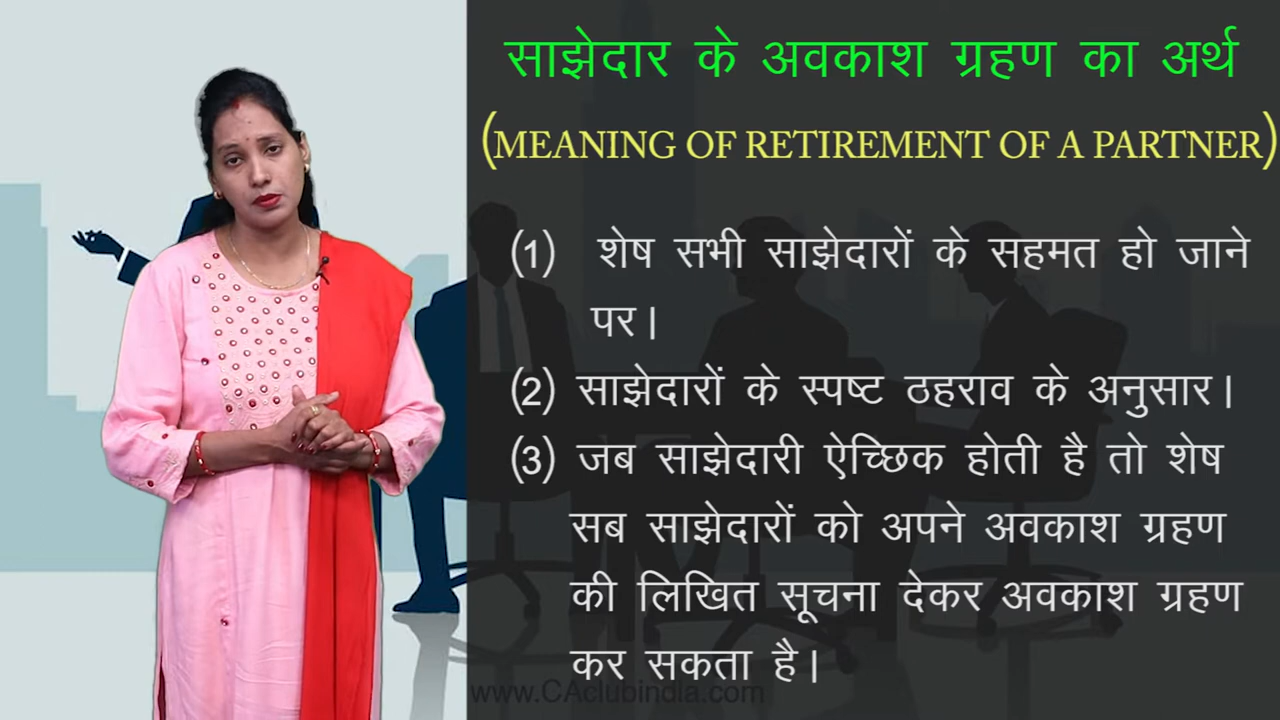 साझेदार के अवकाश ग्रहण का अर्थ
(MEANING OF RETIREMENT OF A PARTNER)
(1) शेष सभी साझेदारों के सहमत हो जाने
पर।
(2) साझेदारों के स्पष्ट ठहराव के अनुसार।
(3) जब साझेदारी ऐच्छिक होती है तो शेष
सब साझेदारों को अपने अवकाश ग्रहण
की लिखित सूचना देकर अवकाश ग्रहण
कर सकता है।
www.CAclubindia.com